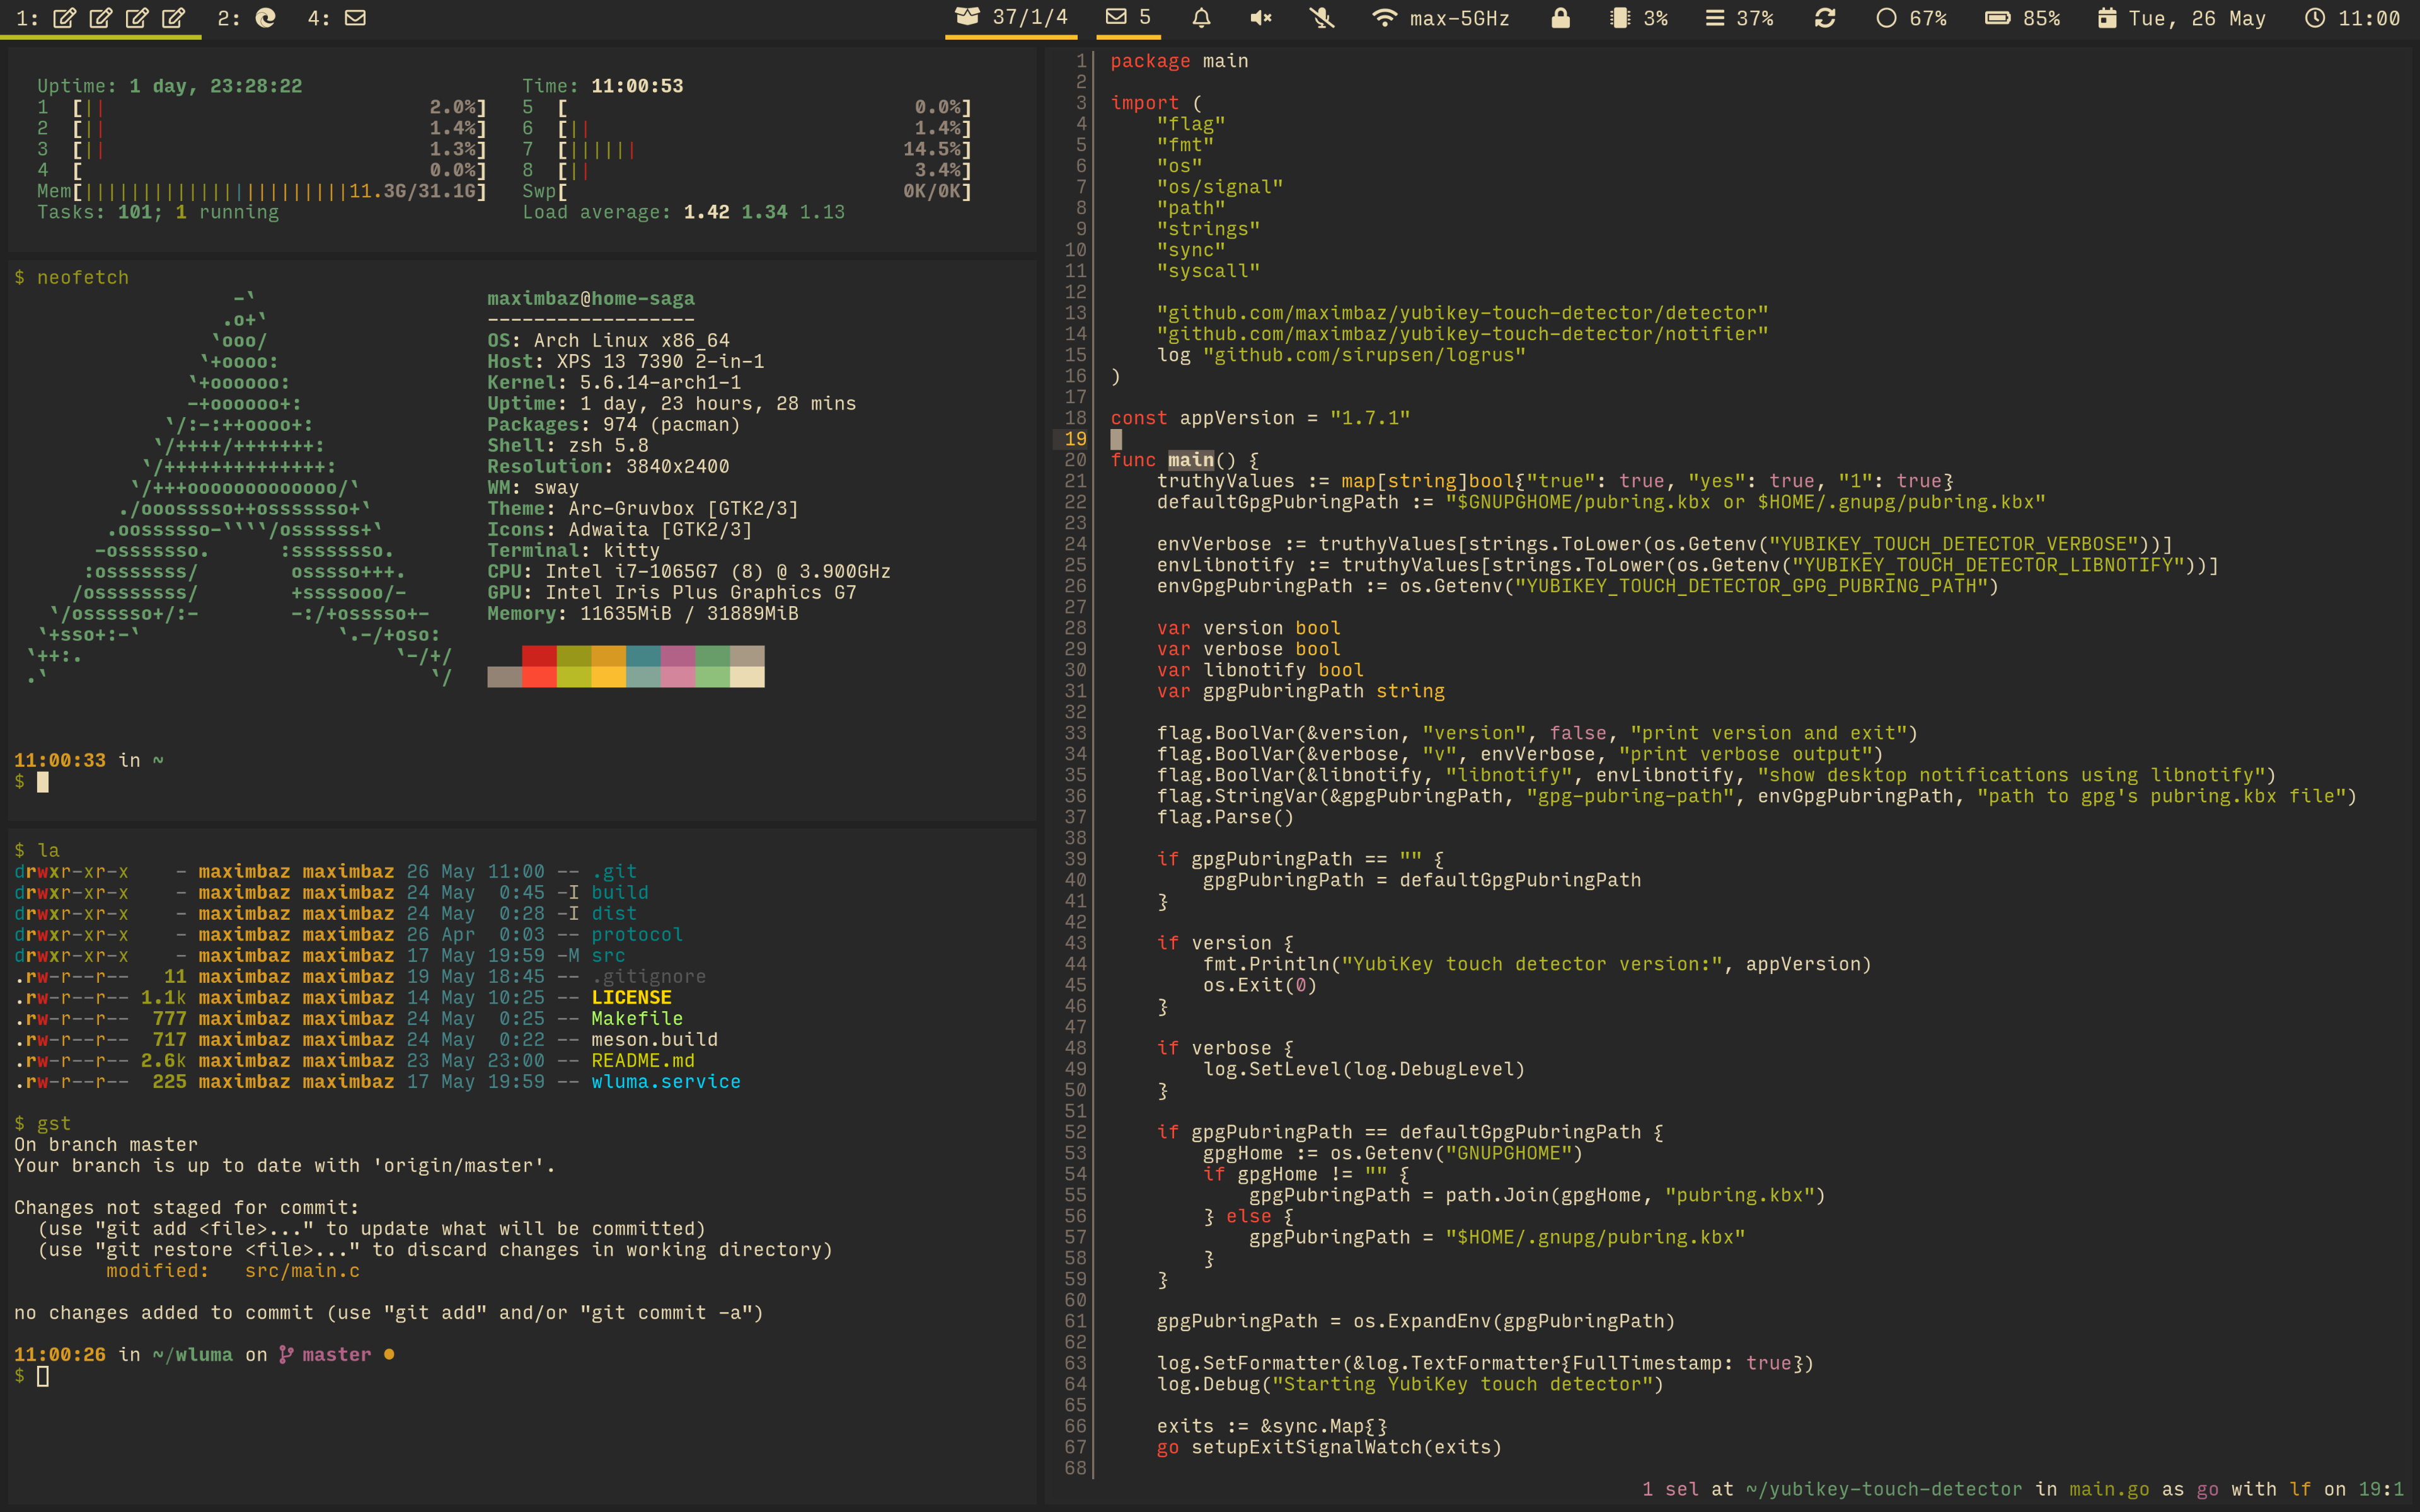 1: 2: 4: 37/1/4 5 max-5GHz 3% 37% 67% 85% Tue, 26 May 11:00
Uptime: 1 day, 23:28:22 Time: 11:00:53
1 [|| 2.0%] 5 [ 0.0%]
2 [|| 1.4%] 6 [|| 1.4%]
3 [|| 1.3%] 7 [|||||| 14.5%]
4 [ 0.0%] 8 [|| 3.4%]
Mem[|||||||||||||||||||||||11.3G/31.1G] Swp[ 0K/0K]
Tasks: 101; 1 running Load average: 1.42 1.34 1.13
$ neofetch
-`
.o+`
`ooo/
`+oooo:
`+oooooo:
-+oooooo+:
`/:-:++oooo+:
`/++++/+++++++:
`/++++++++++++++:
`/+++ooooooooooooo/`
./ooosssso++osssssso+`
.oossssso-````/ossssss+`
-osssssso. :ssssssso.
:osssssss/ osssso+++.
/ossssssss/ +ssssooo/-
`/ossssso+/:- -:/+osssso+-
`+sso+:-` `.-/+oso:
`++:. `-/+/
.` `/
maximbaz@home-saga
------------------
OS: Arch Linux x86_64
Host: XPS 13 7390 2-in-1
Kernel: 5.6.14-arch1-1
Uptime: 1 day, 23 hours, 28 mins
Packages: 974 (pacman)
Shell: zsh 5.8
Resolution: 3840x2400
WM: sway
Theme: Arc-Gruvbox [GTK2/3]
Icons: Adwaita [GTK2/3]
Terminal: kitty
CPU: Intel i7-1065G7 (8) @ 3.900GHz
GPU: Intel Iris Plus Graphics G7
Memory: 11635MiB / 31889MiB
11:00:33 in ~
$
$ la
drwxr-xr-x - maximbaz maximbaz 26 May 11:00 -- .git
drwxr-xr-x - maximbaz maximbaz 24 May 0:45 -I build
drwxr-xr-x - maximbaz maximbaz 24 May 0:28 -I dist
drwxr-xr-x - maximbaz maximbaz 26 Apr 0:03 -- protocol
drwxr-xr-x - maximbaz maximbaz 17 May 19:59 -M src
.rw-r--r-- 11 maximbaz maximbaz 19 May 18:45 -- .gitignore
.rw-r--r-- 1.1k maximbaz maximbaz 14 May 10:25 -- LICENSE
.rw-r--r-- 777 maximbaz maximbaz 24 May 0:25 -- Makefile
.rw-r--r-- 717 maximbaz maximbaz 24 May 0:22 -- meson.build
.rw-r--r-- 2.6k maximbaz maximbaz 23 May 23:00 -- README.md
.rw-r--r-- 225 maximbaz maximbaz 17 May 19:59 -- wluma.service
$ gst
On branch master
Your branch is up to date with 'origin/master'.
Changes not staged for commit:
(use "git add <file>..." to update what will be committed)
(use "git restore <file>..." to discard changes in working directory)
modified: src/main.c
no changes added to commit (use "git add" and/or "git commit -a")
11:00:26 in ~/wluma on master
$
1 package main
2
3 import (
4 "flag"
5 "fmt"
6 "os"
7 "os/signal"
8 "path"
9 "strings"
10 "sync"
11 "syscall"
12
13 "github.com/maximbaz/yubikey-touch-detector/detector"
14 "github.com/maximbaz/yubikey-touch-detector/notifier"
15 log "github.com/sirupsen/logrus"
16 )
17
18 const appVersion = "1.7.1"
19
20 func main() {
21 truthyValues := map[string]bool{"true": true, "yes": true, "1": true}
22 defaultGpgPubringPath := "$GNUPGHOME/pubring.kbx or $HOME/.gnupg/pubring.kbx"
23
24 envVerbose := truthyValues[strings.ToLower(os.Getenv("YUBIKEY_TOUCH_DETECTOR_VERBOSE"))]
25 envLibnotify := truthyValues[strings.ToLower(os.Getenv("YUBIKEY_TOUCH_DETECTOR_LIBNOTIFY"))]
26 envGpgPubringPath := os.Getenv("YUBIKEY_TOUCH_DETECTOR_GPG_PUBRING_PATH")
27
28 var version bool
29 var verbose bool
30 var libnotify bool
31 var gpgPubringPath string
32
33 flag.BoolVar(&version, "version", false, "print version and exit")
34 flag.BoolVar(&verbose, "v", envVerbose, "print verbose output")
35 flag.BoolVar(&libnotify, "libnotify", envLibnotify, "show desktop notifications using libnotify")
36 flag.StringVar(&gpgPubringPath, "gpg-pubring-path", envGpgPubringPath, "path to gpg's pubring.kbx file")
37 flag.Parse()
38
39 if gpgPubringPath == "" {
40 gpgPubringPath = defaultGpgPubringPath
41 }
42
43 if version {
44 fmt.Println("YubiKey touch detector version:", appVersion)
45 os.Exit(0)
46 }
47
48 if verbose {
49 log.SetLevel(log.DebugLevel)
50 }
51
52 if gpgPubringPath == defaultGpgPubringPath {
53 gpgHome := os.Getenv("GNUPGHOME")
54 if gpgHome != "" {
55 gpgPubringPath = path.Join(gpgHome, "pubring.kbx")
56 } else {
57 gpgPubringPath = "$HOME/.gnupg/pubring.kbx"
58 }
59 }
60
61 gpgPubringPath = os.ExpandEnv(gpgPubringPath)
62
63 log.SetFormatter(&log.TextFormatter{FullTimestamp: true})
64 log.Debug("Starting YubiKey touch detector")
65
66 exits := &sync.Map{}
67 go setupExitSignalWatch(exits)
68
1 sel at ~/yubikey-touch-detector in main.go as go with lf on 19:1